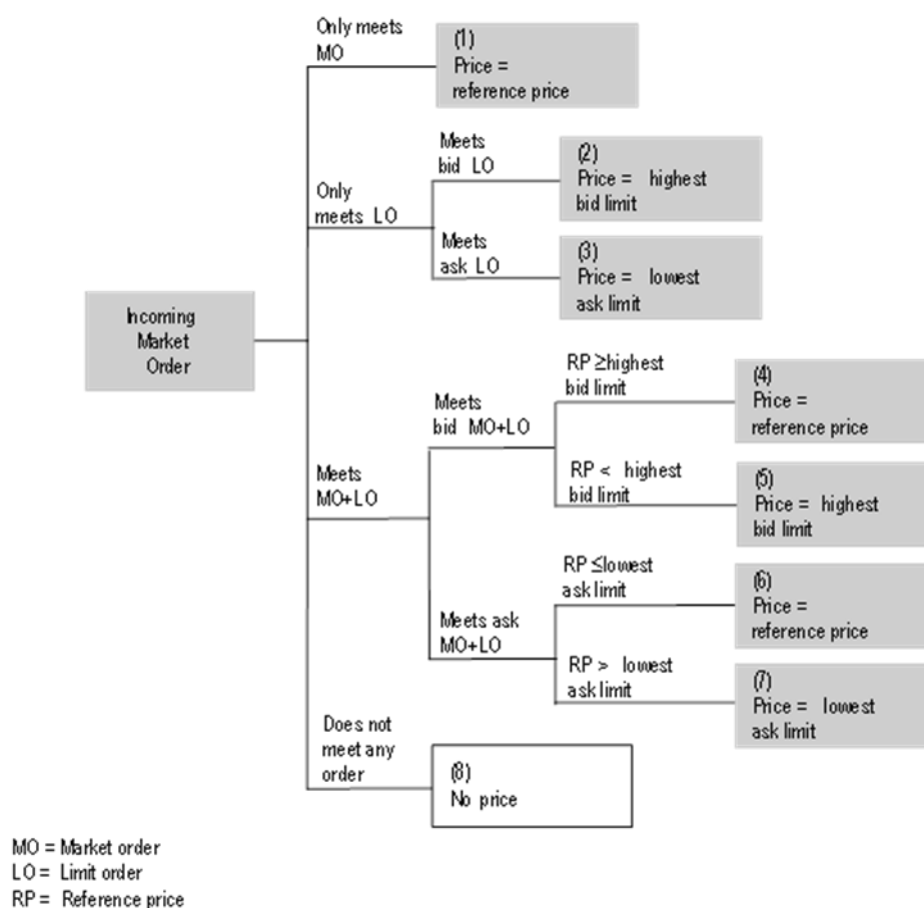 Only meets
MO
(1)
Price =
reference price
Meets
bid LO
(2)
Price = highest
bid limit
Only
meets LO
Meets
ask LO
(3)
Price = lowest
ask limit
Incoming
Market
Order
RP ≥highest
bid limit
(4)
Price =
reference price
Meets
bid MO+LO
RP < highest
bid limit
(5)
Price = highest
bid limit
Meets
MO+LO
RP ≤lowest
ask limit
(6)
Price =
reference price
Meets ask
MO+LO
RP > lowest
ask limit
(7)
Price = lowest
ask limit
Does not
meet any
order
(8)
No price
MO = Market order
LO = Limit order
RP = Reference price